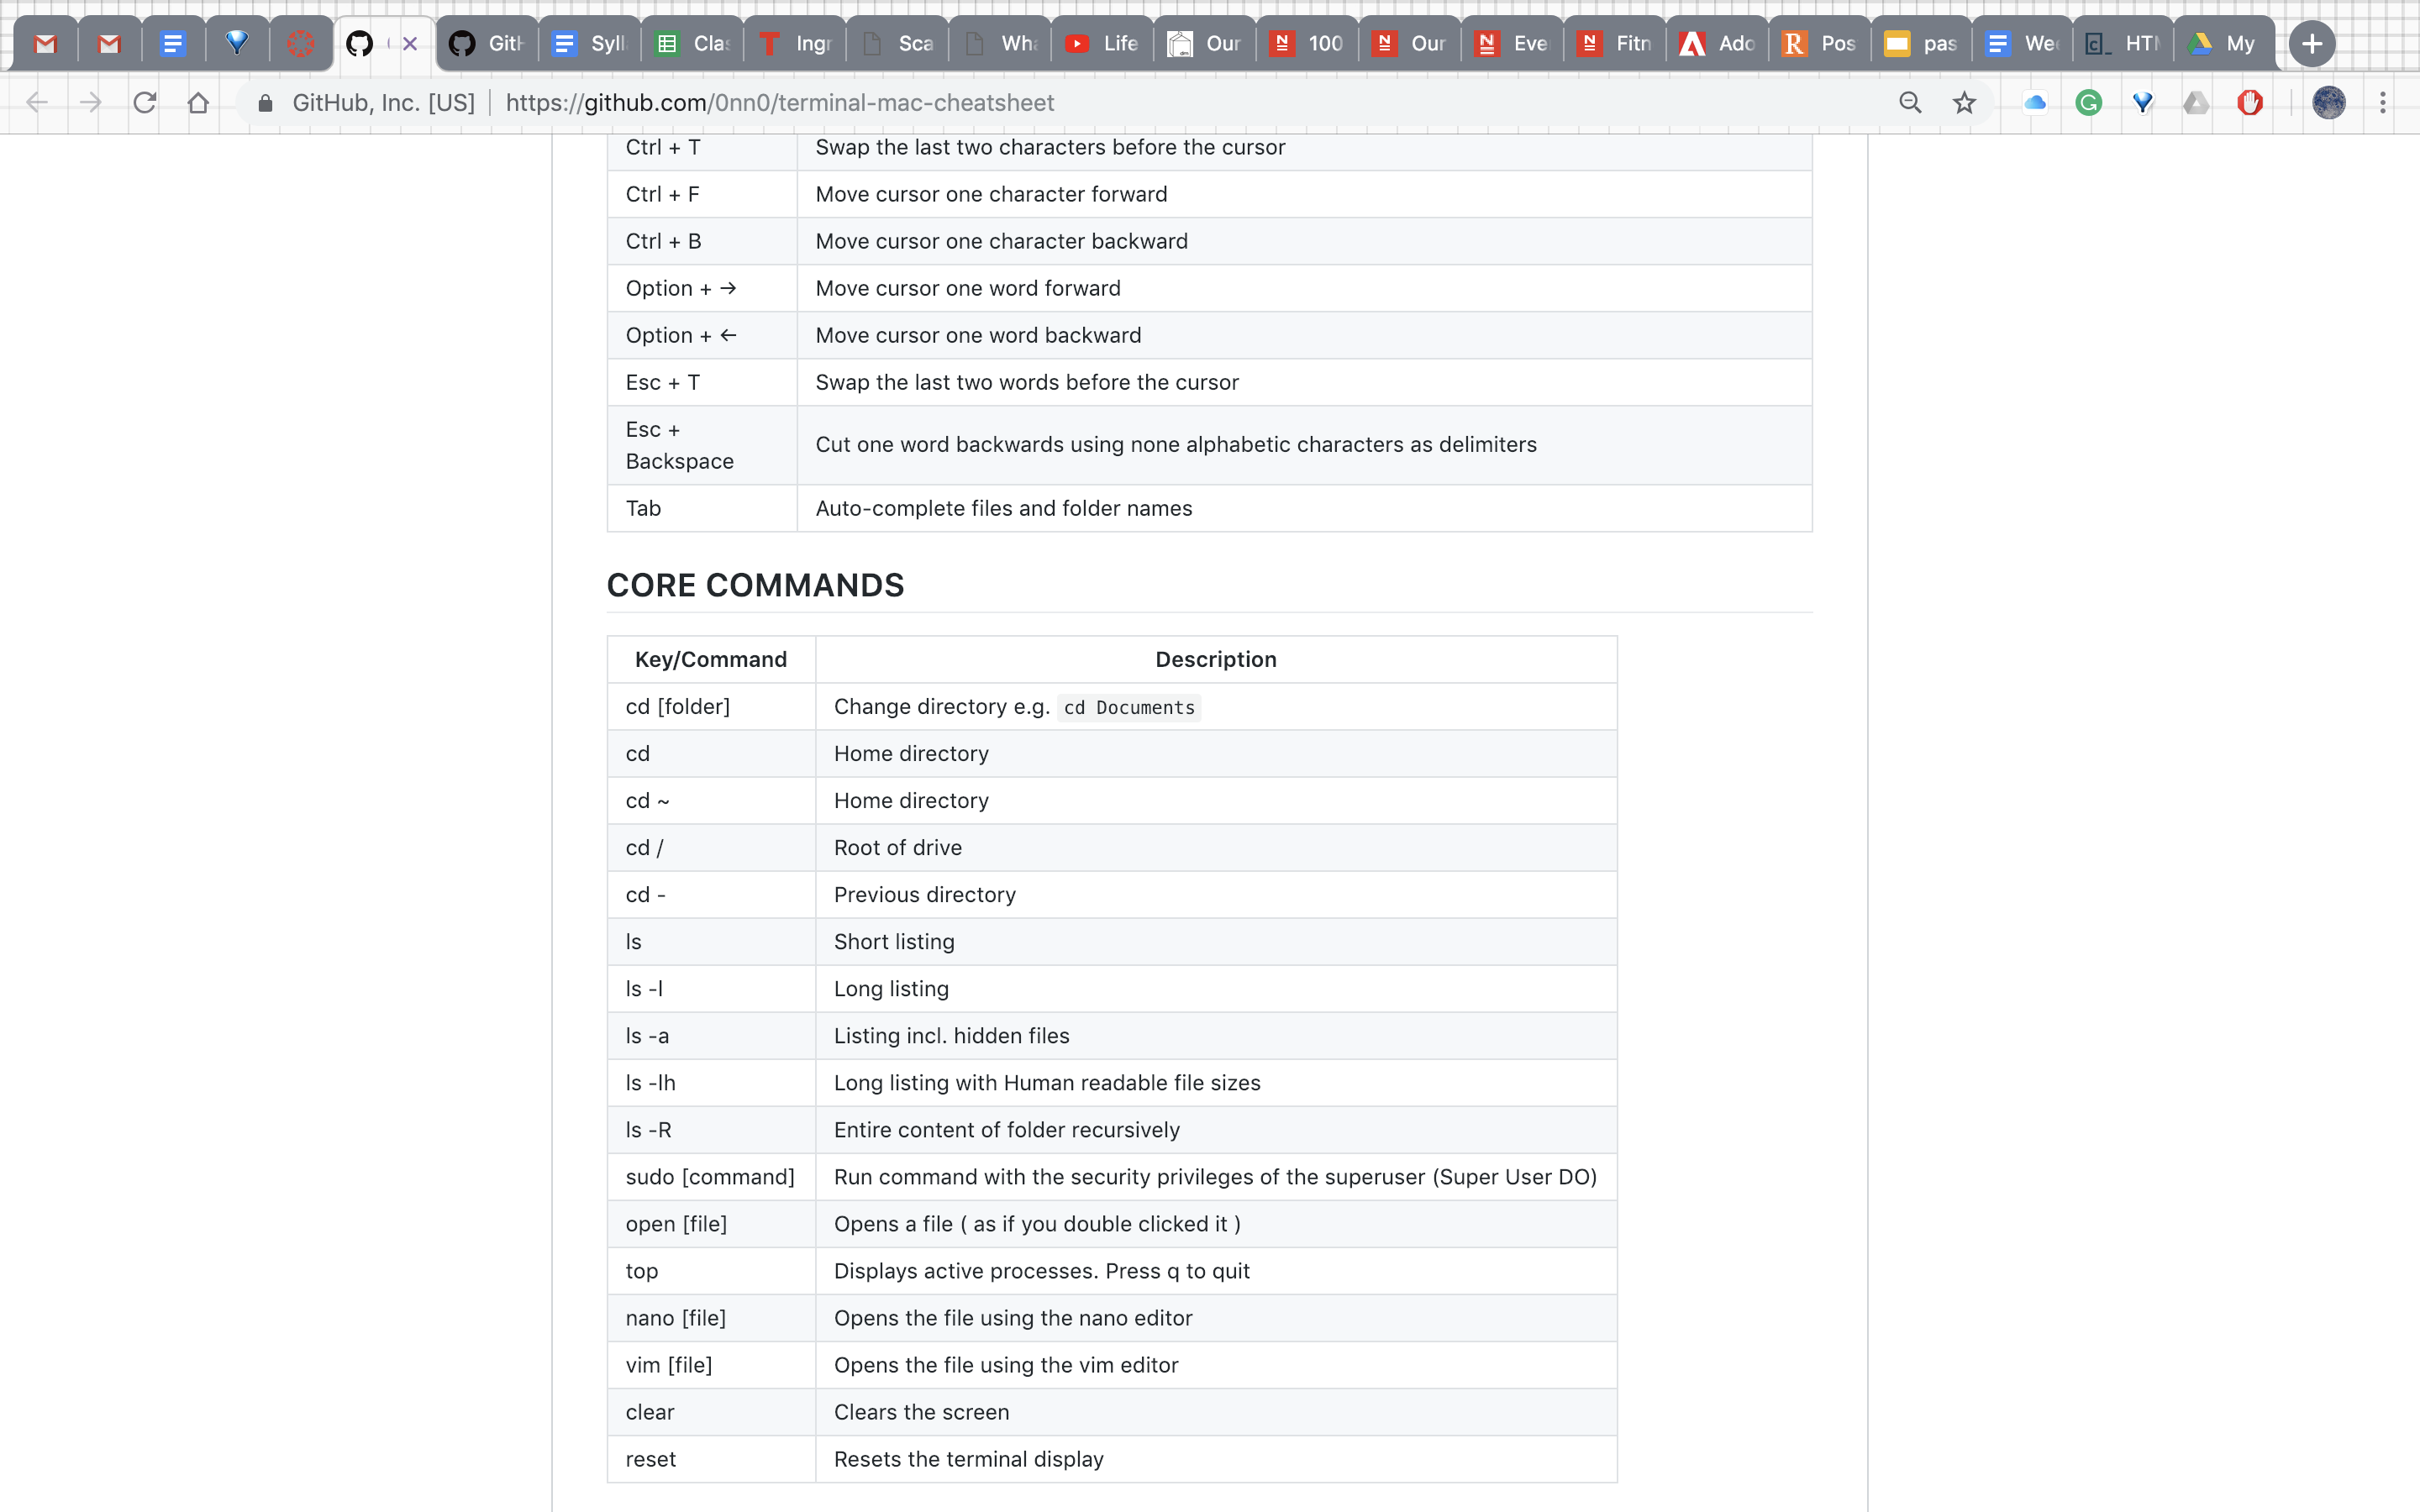 GitH
Syll
Clas
Ingr
Sca
Wha
Life
Our
100
Our
Eve
Fitn
Ado
Pos
pas
Wee
HTM
My
GitHub, Inc. [US] https://github.com/0nn0/terminal-mac-cheatsheet
Ctrl + T Swap the last two characters before the cursor
Ctrl + F Move cursor one character forward
Ctrl + B Move cursor one character backward
Option + → Move cursor one word forward
Option + ← Move cursor one word backward
Esc + T Swap the last two words before the cursor
Esc +
Backspace Cut one word backwards using none alphabetic characters as delimiters
Tab Auto-complete files and folder names
CORE COMMANDS
Key/Command Description
cd [folder] Change directory e.g. cd Documents
cd Home directory
cd ~ Home directory
cd / Root of drive
cd - Previous directory
ls Short listing
ls -l Long listing
ls -a Listing incl. hidden files
ls -lh Long listing with Human readable file sizes
ls -R Entire content of folder recursively
sudo [command] Run command with the security privileges of the superuser (Super User DO)
open [file] Opens a file ( as if you double clicked it )
top Displays active processes. Press q to quit
nano [file] Opens the file using the nano editor
vim [file] Opens the file using the vim editor
clear Clears the screen
reset Resets the terminal display